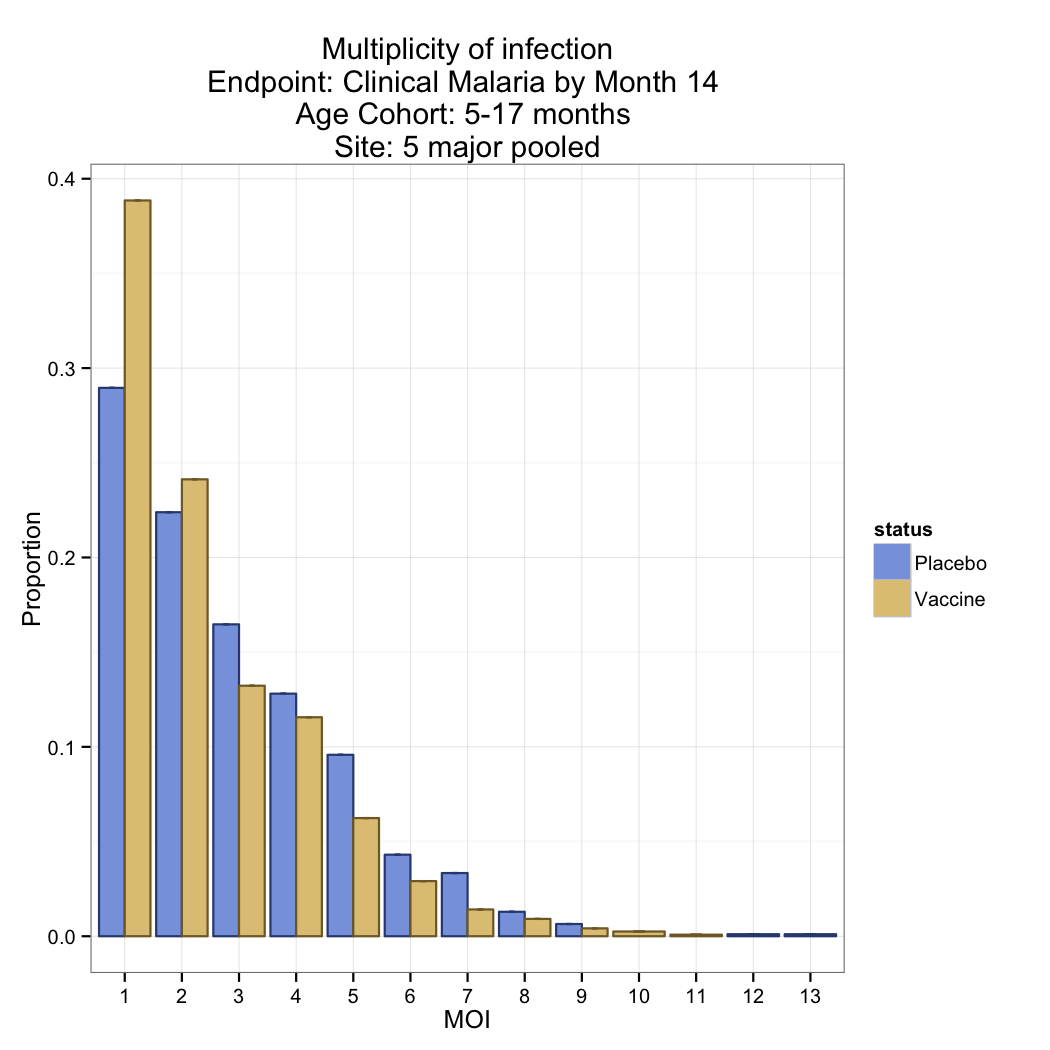 Multiplicity of infection
Endpoint: Clinical Malaria by Month 14
Age Cohort: 5-17 months
Site: 5 major pooled
0.4
0.3
0.2
0.1
0.0
Proportion
1 2 3 4 5 6 7 8 9 10 11 12 13
MOI
status
Placebo
Vaccine